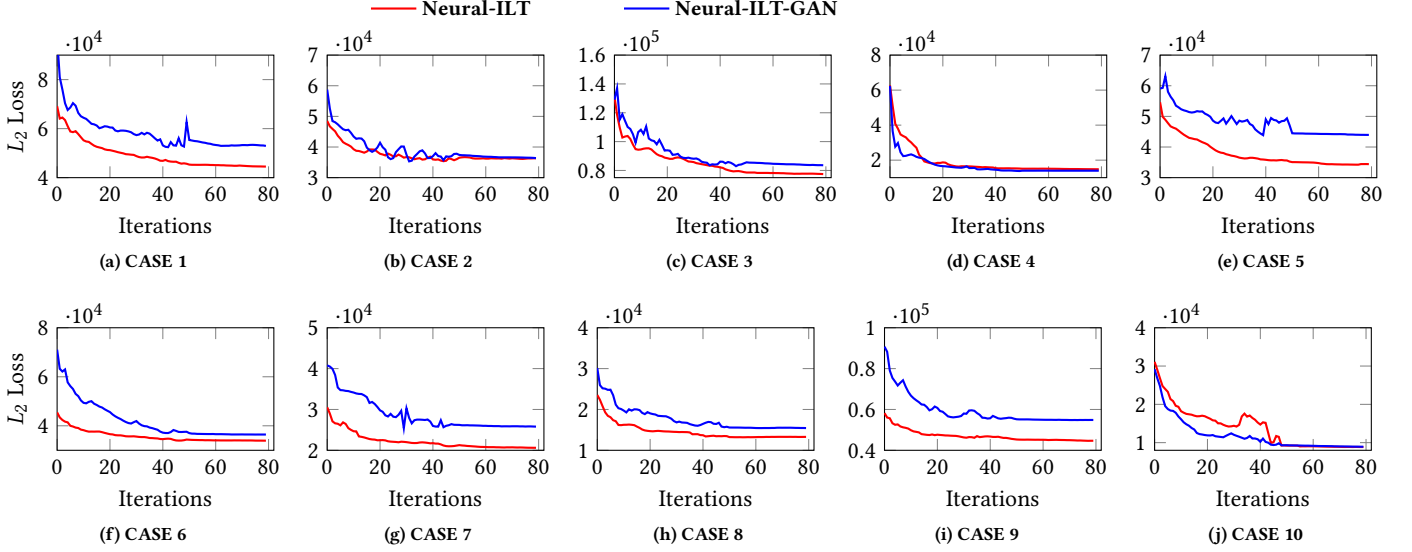 Neural-ILT Neural-ILT-GAN
·10^4 ·10^4 ·10^5 ·10^4 ·10^4
L_2 Loss
8
6
4
0 20 40 60 80
Iterations
(a) CASE 1
7
6
5
4
3
0 20 40 60 80
Iterations
(b) CASE 2
1.6
1.4
1.2
1
0.8
0 20 40 60 80
Iterations
(c) CASE 3
8
6
4
2
0 20 40 60 80
Iterations
(d) CASE 4
7
6
5
4
3
0 20 40 60 80
Iterations
(e) CASE 5
·10^4 ·10^4 ·10^4 ·10^5 ·10^4
L_2 Loss
8
6
4
0 20 40 60 80
Iterations
(f) CASE 6
5
4
3
2
0 20 40 60 80
Iterations
(g) CASE 7
4
3
2
1
0 20 40 60 80
Iterations
(h) CASE 8
1
0.8
0.6
0.4
0 20 40 60 80
Iterations
(i) CASE 9
4
3
2
1
0 20 40 60 80
Iterations
(j) CASE 10